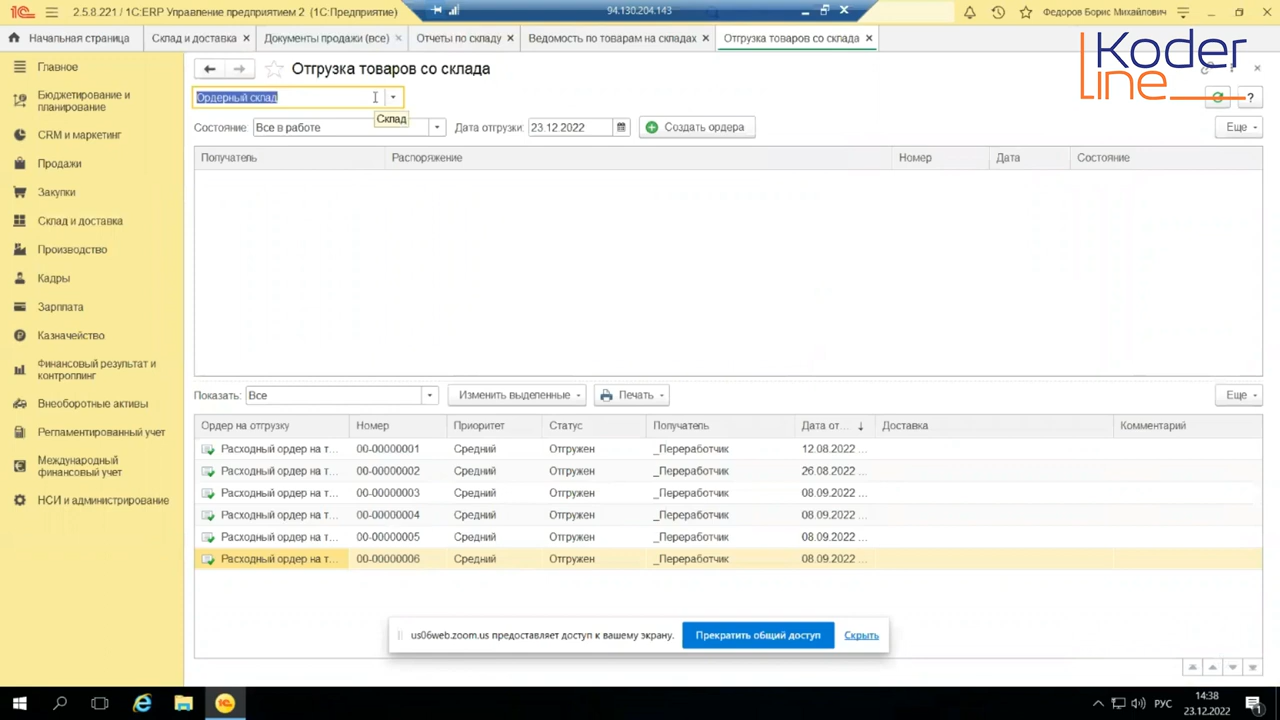 2.5.8.221 / 1C:ERP Управление предприятием 2 (1С:Предприятие)
94.130.204.143
Федоров Борис Михайлович
Начальная страница
Склад и доставка
Документы продажи (все)
Отчеты по складу
Ведомость по товарам на складах
Отгрузка товаров со склада
Koder
line
Главное
Бюджетирование и
планирование
CRM и маркетинг
Продажи
Закупки
Склад и доставка
Производство
Кадры
Зарплата
Казначейство
Финансовый результат и
контроллинг
Внеоборотные активы
Регламентированный учет
Международный
финансовый учет
НСИ и администрирование
Отгрузка товаров со склада
Ордерный склад
?
Склад
Состояние: Все в работе Дата отгрузки: 23.12.2022 Создать ордера Еще
Получатель Распоряжение Номер Дата Состояние
Показать: Все Изменить выделенные Печать Еще
Ордер на отгрузку Номер Приоритет Статус Получатель Дата от... ↓ Доставка Комментарий
Расходный ордер на т... 00-00000001 Средний Отгружен _Переработчик 12.08.2022 ...
Расходный ордер на т... 00-00000002 Средний Отгружен _Переработчик 26.08.2022 ...
Расходный ордер на т... 00-00000003 Средний Отгружен _Переработчик 08.09.2022 ...
Расходный ордер на т... 00-00000004 Средний Отгружен _Переработчик 08.09.2022 ...
Расходный ордер на т... 00-00000005 Средний Отгружен _Переработчик 08.09.2022 ...
Расходный ордер на т... 00-00000006 Средний Отгружен _Переработчик 08.09.2022 ...
us06web.zoom.us предоставляет доступ к вашему экрану. Прекратить общий доступ Скрыть
РУС
14:38
23.12.2022
1